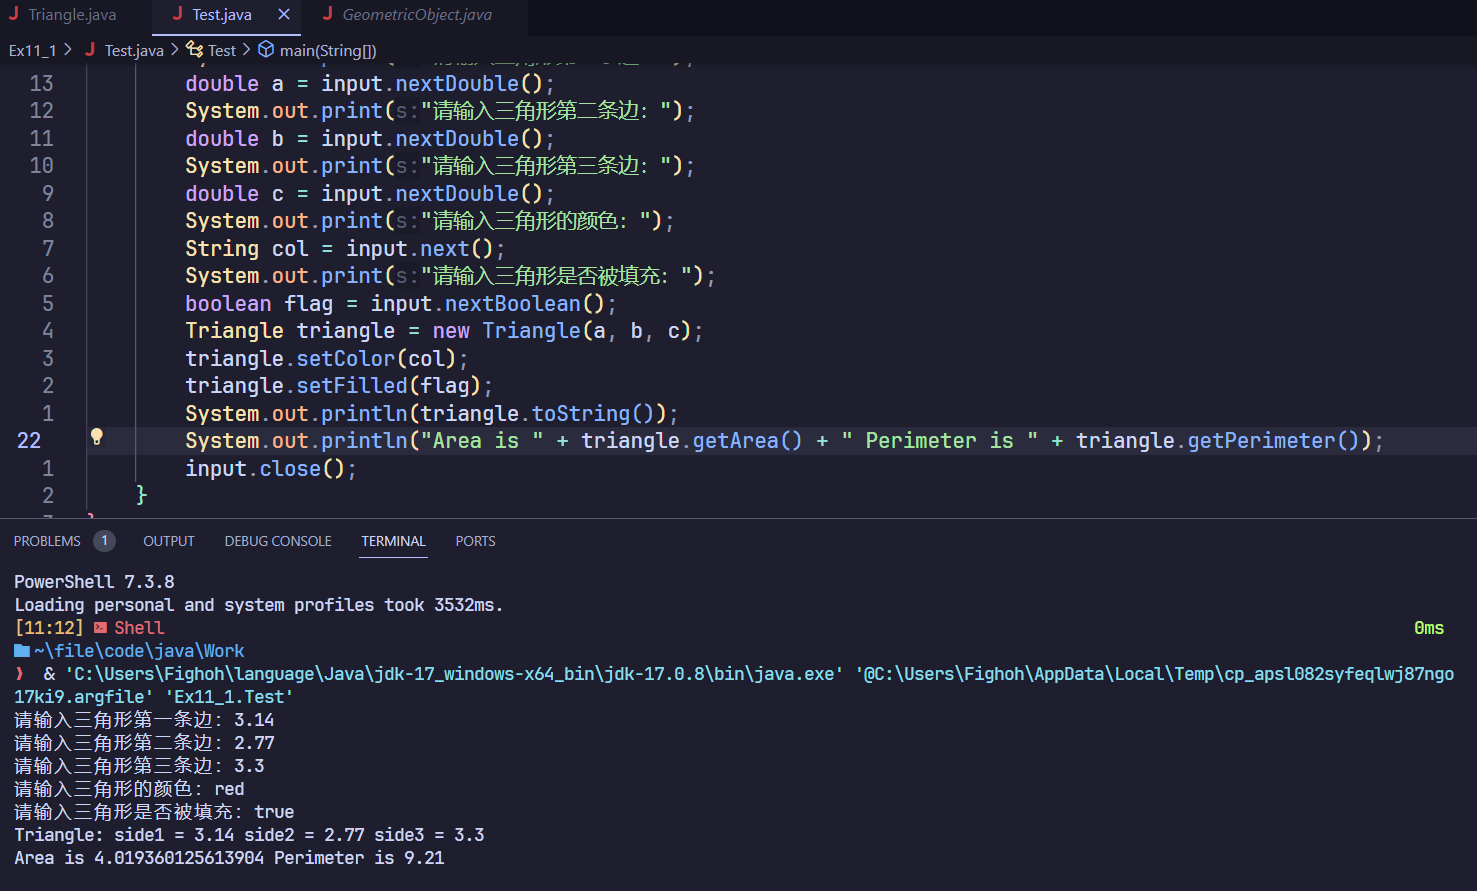 Triangle.java
Test.java
GeometricObject.java
Ex11_1 > Test.java > Test > main(String[])
13 double a = input.nextDouble();
12 System.out.print(s:"请输入三角形第二条边: ");
11 double b = input.nextDouble();
10 System.out.print(s:"请输入三角形第三条边: ");
9 double c = input.nextDouble();
8 System.out.print(s:"请输入三角形的颜色: ");
7 String col = input.next();
6 System.out.print(s:"请输入三角形是否被填充: ");
5 boolean flag = input.nextBoolean();
4 Triangle triangle = new Triangle(a, b, c);
3 triangle.setColor(col);
2 triangle.setFilled(flag);
1 System.out.println(triangle.toString());
22 System.out.println("Area is " + triangle.getArea() + " Perimeter is " + triangle.getPerimeter());
1 input.close();
2 }
PROBLEMS 1 OUTPUT DEBUG CONSOLE TERMINAL PORTS
PowerShell 7.3.8
Loading personal and system profiles took 3532ms.
[11:12] Shell 0ms
~\file\code\java\Work
❯ & 'C:\Users\Fighoh\language\Java\jdk-17_windows-x64_bin\jdk-17.0.8\bin\java.exe' '@C:\Users\Fighoh\AppData\Local\Temp\cp_apsl082syfeqlwj87ngo
17ki9.argfile' 'Ex11_1.Test'
请输入三角形第一条边: 3.14
请输入三角形第二条边: 2.77
请输入三角形第三条边: 3.3
请输入三角形的颜色: red
请输入三角形是否被填充: true
Triangle: side1 = 3.14 side2 = 2.77 side3 = 3.3
Area is 4.019360125613904 Perimeter is 9.21